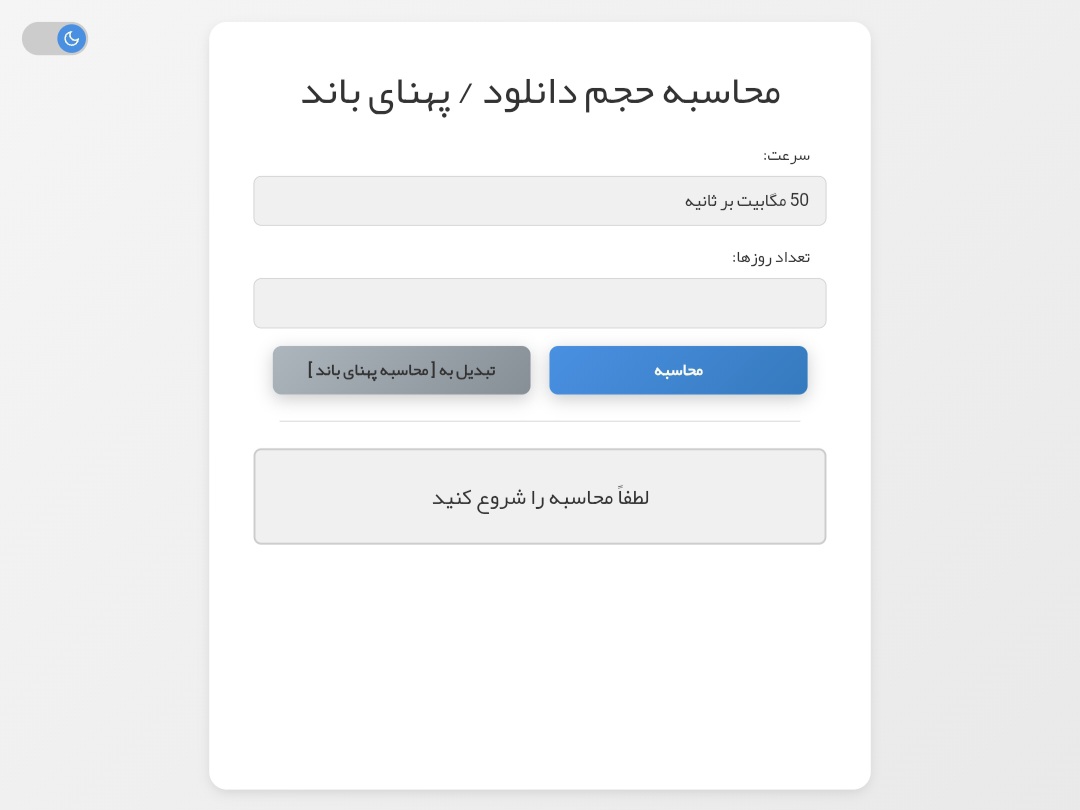 محاسبه حجم دانلود / پهنای باند
سرعت:
50 مگابیت بر ثانیه
تعداد روزها:
محاسبه
تبدیل به [ محاسبه پهنای باند ]
لطفاً محاسبه را شروع کنید